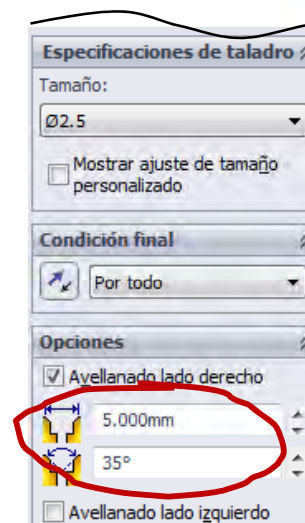 Especificaciones de taladro
Tamaño:
Ø2.5
Mostrar ajuste de tamaño
personalizado
Condición final
Por todo
Opciones
Avellanado lado derecho
5.000mm
35°
Avellanado lado izquierdo